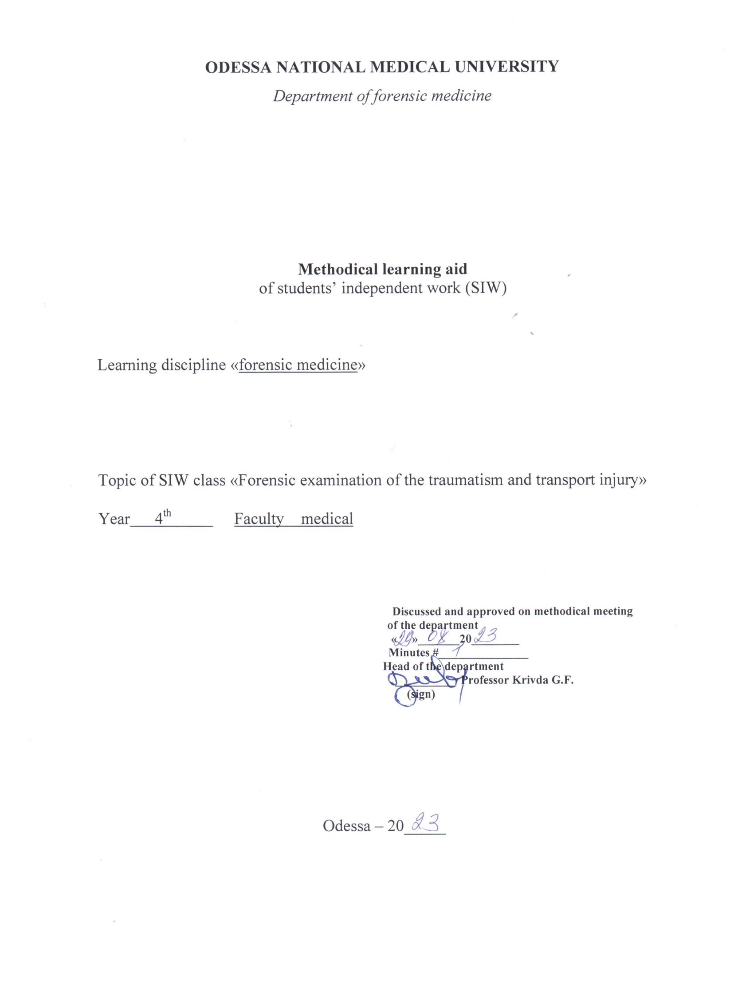 ODESSA NATIONAL MEDICAL UNIVERSITY
Department of forensic medicine
Methodical learning aid
of students’ independent work (SIW)
Learning discipline «forensic medicine»
Topic of SIW class «Forensic examination of the traumatism and transport injury»
Year 4th Faculty medical
Discussed and approved on methodical meeting
of the department
«29» 08 2023
Minutes # 1
Head of the department
Professor Krivda G.F.
(sign)
Odessa – 2023